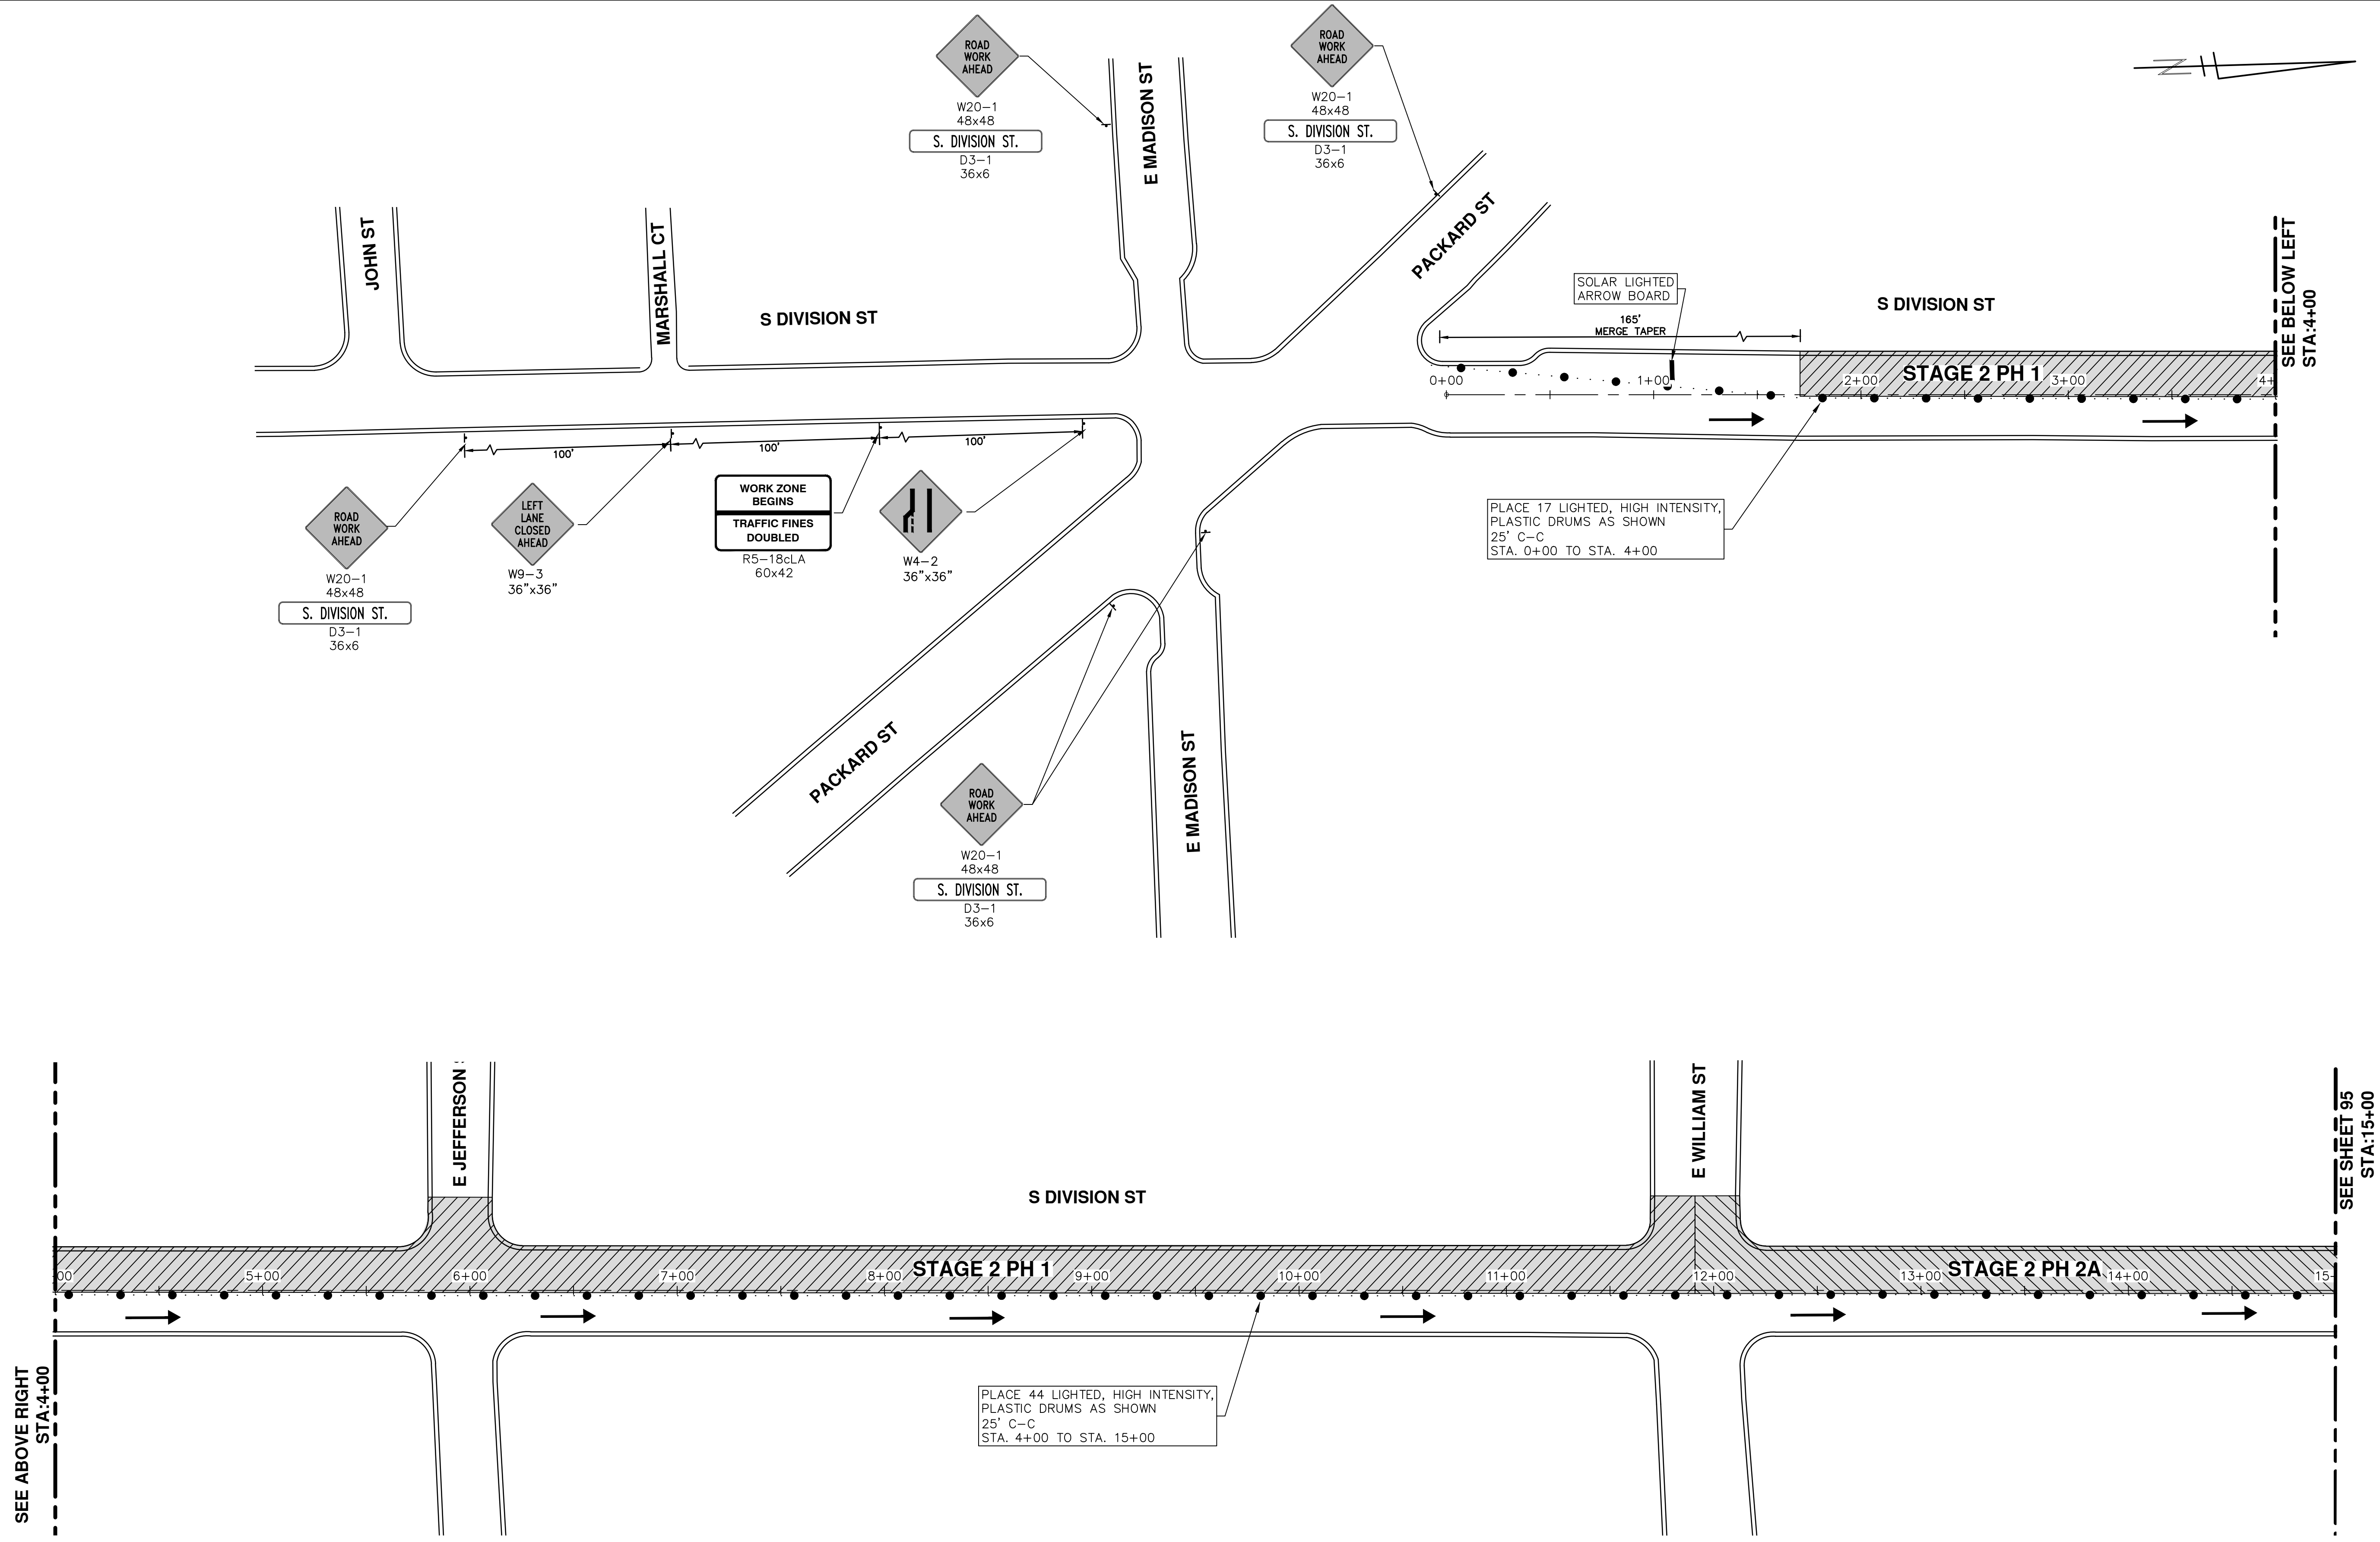 ROAD
WORK
AHEAD
W20-1
48x48
S. DIVISION ST.
D3-1
36x6
E MADISON ST
ROAD
WORK
AHEAD
W20-1
48x48
S. DIVISION ST.
D3-1
36x6
N
JOHN ST
MARSHALL CT
S DIVISION ST
PACKARD ST
SOLAR LIGHTED
ARROW BOARD
165'
MERGE TAPER
S DIVISION ST
SEE BELOW LEFT
STA:4+00
0+00
1+00
2+00
STAGE 2 PH 1
3+00
4+
100'
100'
100'
ROAD
WORK
AHEAD
W20-1
48x48
S. DIVISION ST.
D3-1
36x6
LEFT
LANE
CLOSED
AHEAD
W9-3
36"x36"
WORK ZONE
BEGINS
TRAFFIC FINES
DOUBLED
R5-18cLA
60x42
W4-2
36"x36"
PLACE 17 LIGHTED, HIGH INTENSITY,
PLASTIC DRUMS AS SHOWN
25' C-C
STA. 0+00 TO STA. 4+00
PACKARD ST
E MADISON ST
ROAD
WORK
AHEAD
W20-1
48x48
S. DIVISION ST.
D3-1
36x6
E JEFFERSON
E WILLIAM ST
S DIVISION ST
SEE SHEET 95
STA:15+00
00
5+00
6+00
7+00
8+00
STAGE 2 PH 1
9+00
10+00
11+00
12+00
13+00
STAGE 2 PH 2A
14+00
15
SEE ABOVE RIGHT
STA:4+00
PLACE 44 LIGHTED, HIGH INTENSITY,
PLASTIC DRUMS AS SHOWN
25' C-C
STA. 4+00 TO STA. 15+00